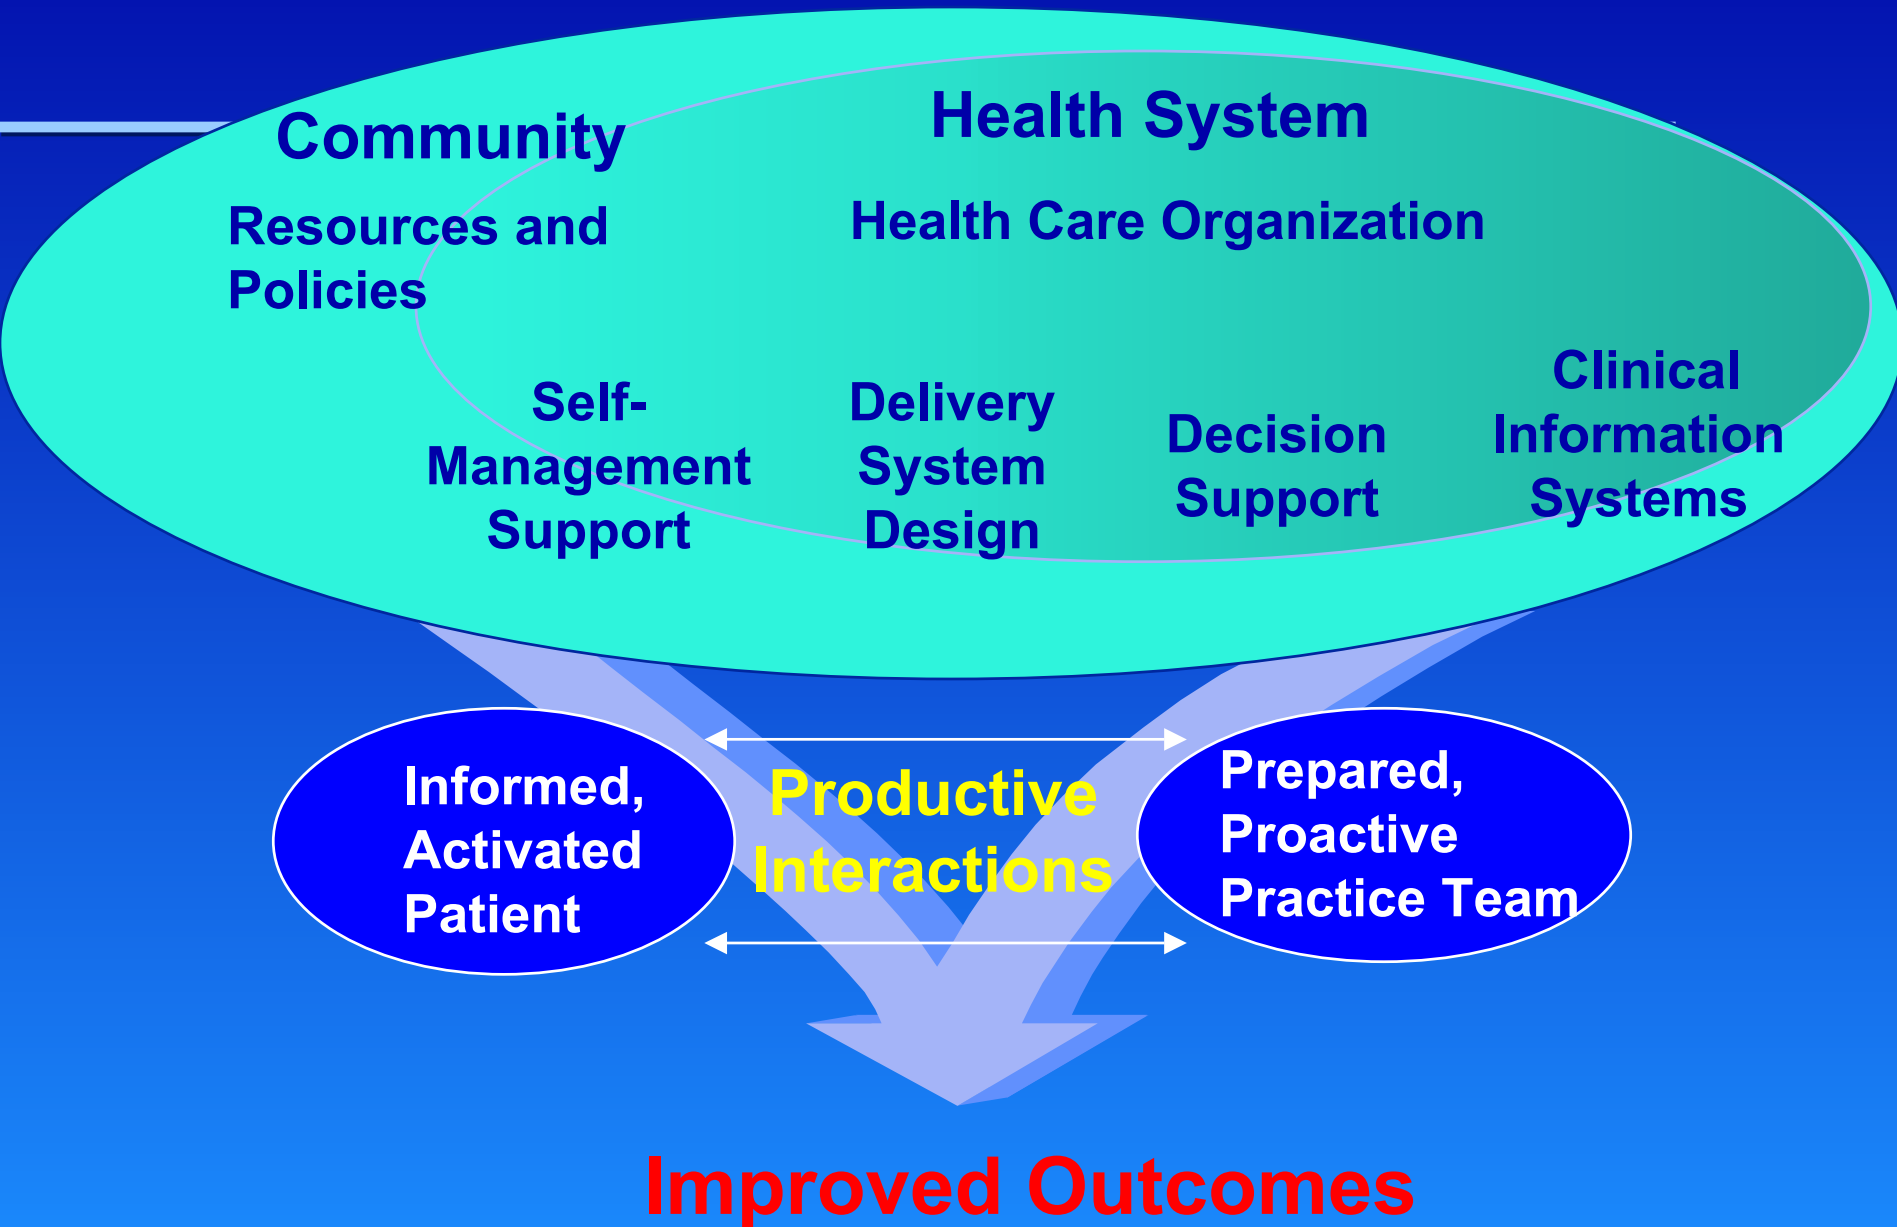 Community
Health System
Resources and
Policies
Health Care Organization
Self-
Management
Support
Delivery
System
Design
Decision
Support
Clinical
Information
Systems
Informed,
Activated
Patient
Productive
Interactions
Prepared,
Proactive
Practice Team
Improved Outcomes